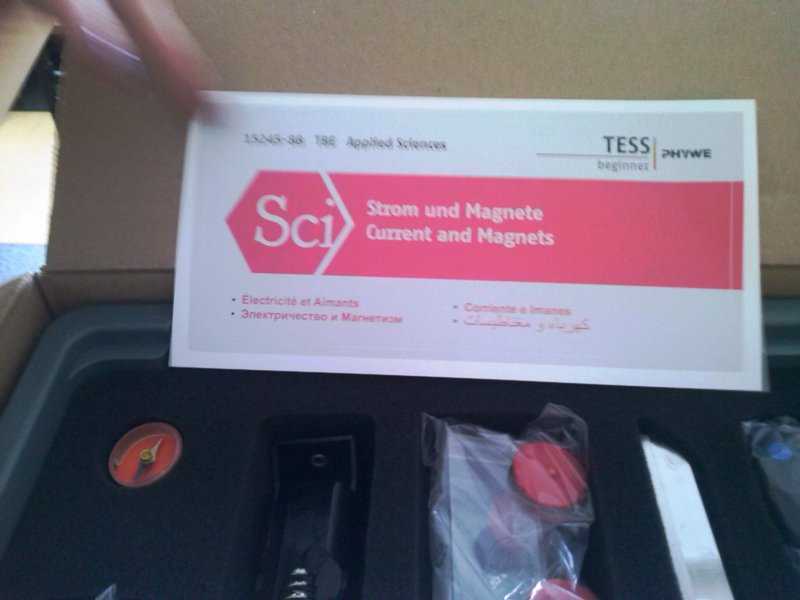 15245-88 TBE Applied Sciences
TESS
beginner
PHYWE
Sci
Strom und Magnete
Current and Magnets
• Électricité et Aimants
• Электричество и Магнетизм
• Corriente e Imanes
• كهرباء و مغناطيسات